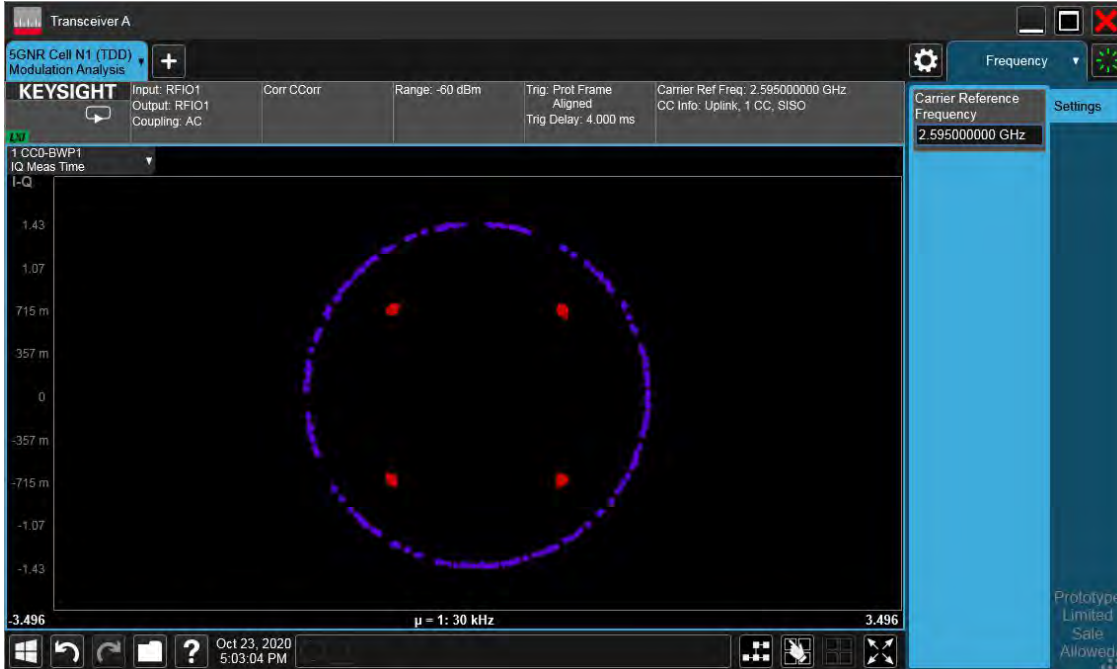 Transceiver A
5GNR Cell N1 (TDD)
Modulation Analysis
+
Frequency
KEYSIGHT
LXI
Input: RFIO1
Output: RFIO1
Coupling: AC
Corr CCorr
Range: -60 dBm
Trig: Prot Frame
Aligned
Trig Delay: 4.000 ms
Carrier Ref Freq: 2.595000000 GHz
CC Info: Uplink, 1 CC, SISO
Carrier Reference
Frequency
2.595000000 GHz
Settings
1 CC0-BWP1
IQ Meas Time
I-Q
1.43
1.07
715 m
357 m
0
-357 m
-715 m
-1.07
-1.43
-3.496
µ = 1: 30 kHz
3.496
Prototype
Limited
Sale
Allowed
?
Oct 23, 2020
5:03:04 PM